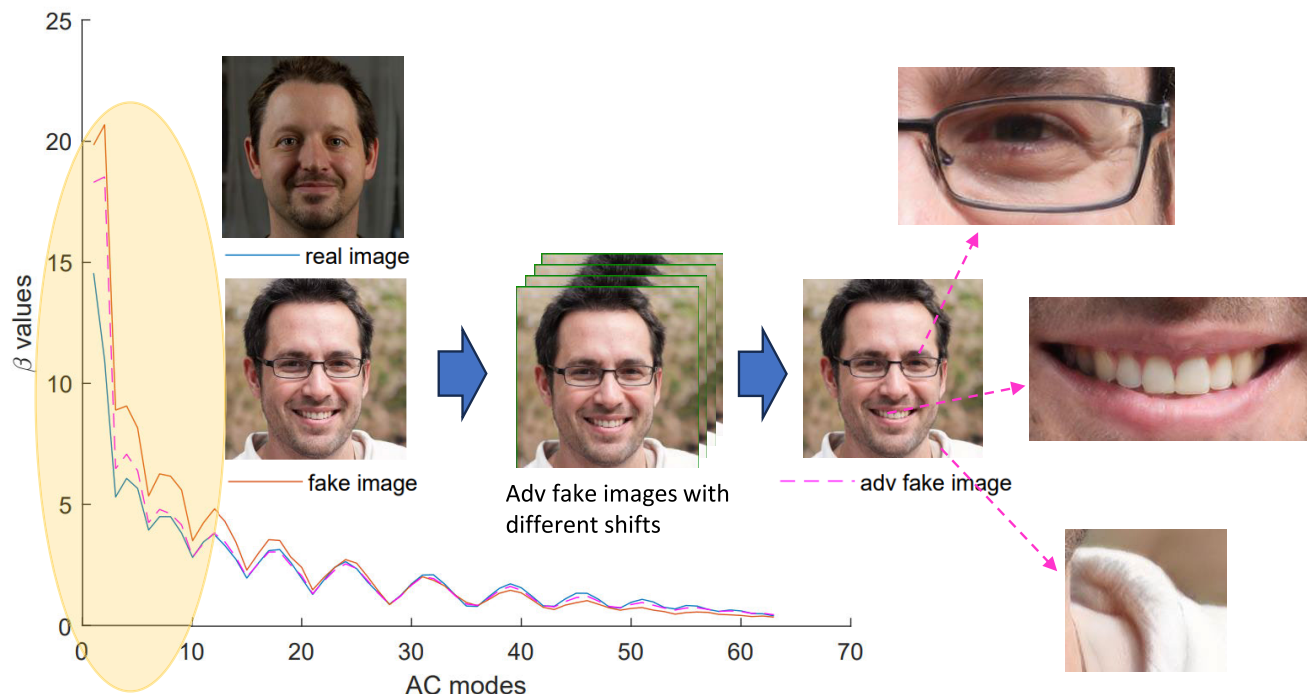 25
20
15
10
5
0
β values
0
10
20
30
40
50
60
70
AC modes
real image
fake image
Adv fake images with
different shifts
adv fake image